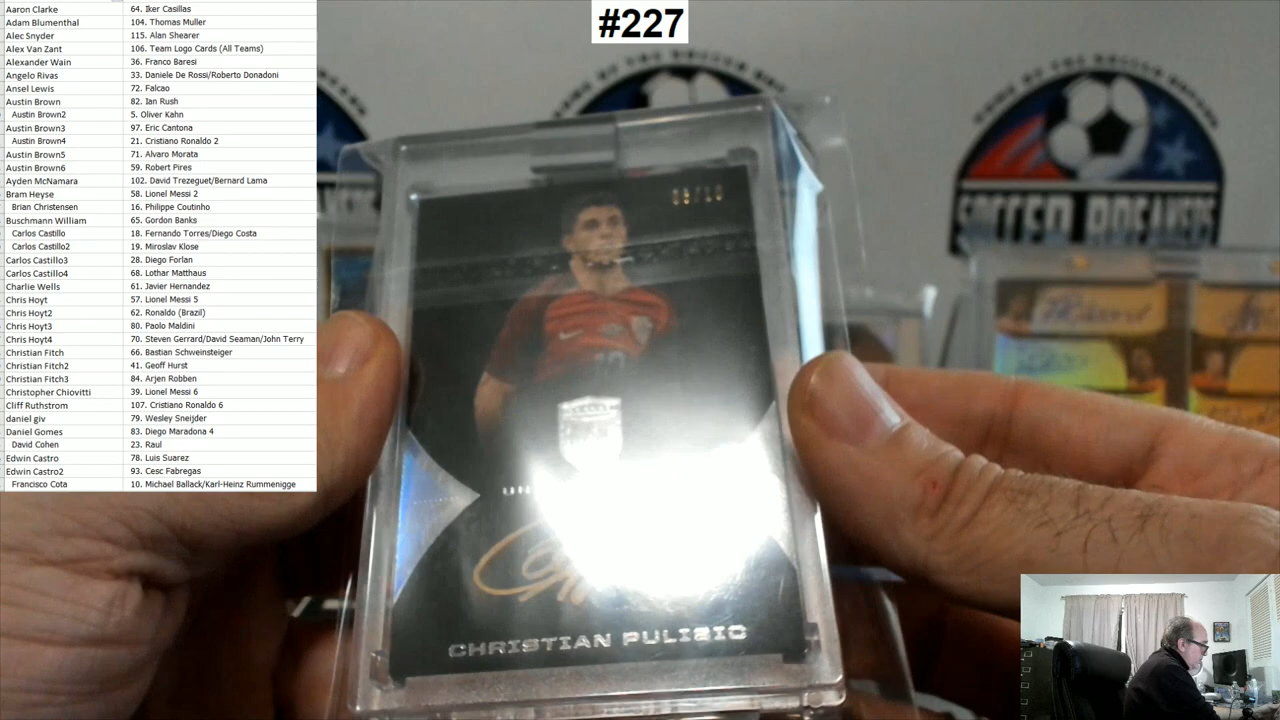 #227
Aaron Clarke 64. Iker Casillas
Adam Blumenthal 104. Thomas Muller
Alec Snyder 115. Alan Shearer
Alex Van Zant 106. Team Logo Cards (All Teams)
Alexander Wain 36. Franco Baresi
Angelo Rivas 33. Daniele De Rossi/Roberto Donadoni
Ansel Lewis 72. Falcao
Austin Brown 82. Ian Rush
Austin Brown2 5. Oliver Kahn
Austin Brown3 97. Eric Cantona
Austin Brown4 21. Cristiano Ronaldo 2
Austin Brown5 71. Alvaro Morata
Austin Brown6 59. Robert Pires
Ayden McNamara 102. David Trezeguet/Bernard Lama
Bram Heyse 58. Lionel Messi 2
Brian Christensen 16. Philippe Coutinho
Buschmann William 65. Gordon Banks
Carlos Castillo 18. Fernando Torres/Diego Costa
Carlos Castillo2 19. Miroslav Klose
Carlos Castillo3 28. Diego Forlan
Carlos Castillo4 68. Lothar Matthaus
Charlie Wells 61. Javier Hernandez
Chris Hoyt 57. Lionel Messi 5
Chris Hoyt2 62. Ronaldo (Brazil)
Chris Hoyt3 80. Paolo Maldini
Chris Hoyt4 70. Steven Gerrard/David Seaman/John Terry
Christian Fitch 66. Bastian Schweinsteiger
Christian Fitch2 41. Geoff Hurst
Christian Fitch3 84. Arjen Robben
Christopher Chiovitti 39. Lionel Messi 6
Cliff Ruthstrom 107. Cristiano Ronaldo 6
daniel giv 79. Wesley Sneijder
Daniel Gomes 83. Diego Maradona 4
David Cohen 23. Raul
Edwin Castro 78. Luis Suarez
Edwin Castro2 93. Cesc Fabregas
Francisco Cota 10. Michael Ballack/Karl-Heinz Rummenigge
CHRISTIAN PULISIC
SOCCER BREAKERS